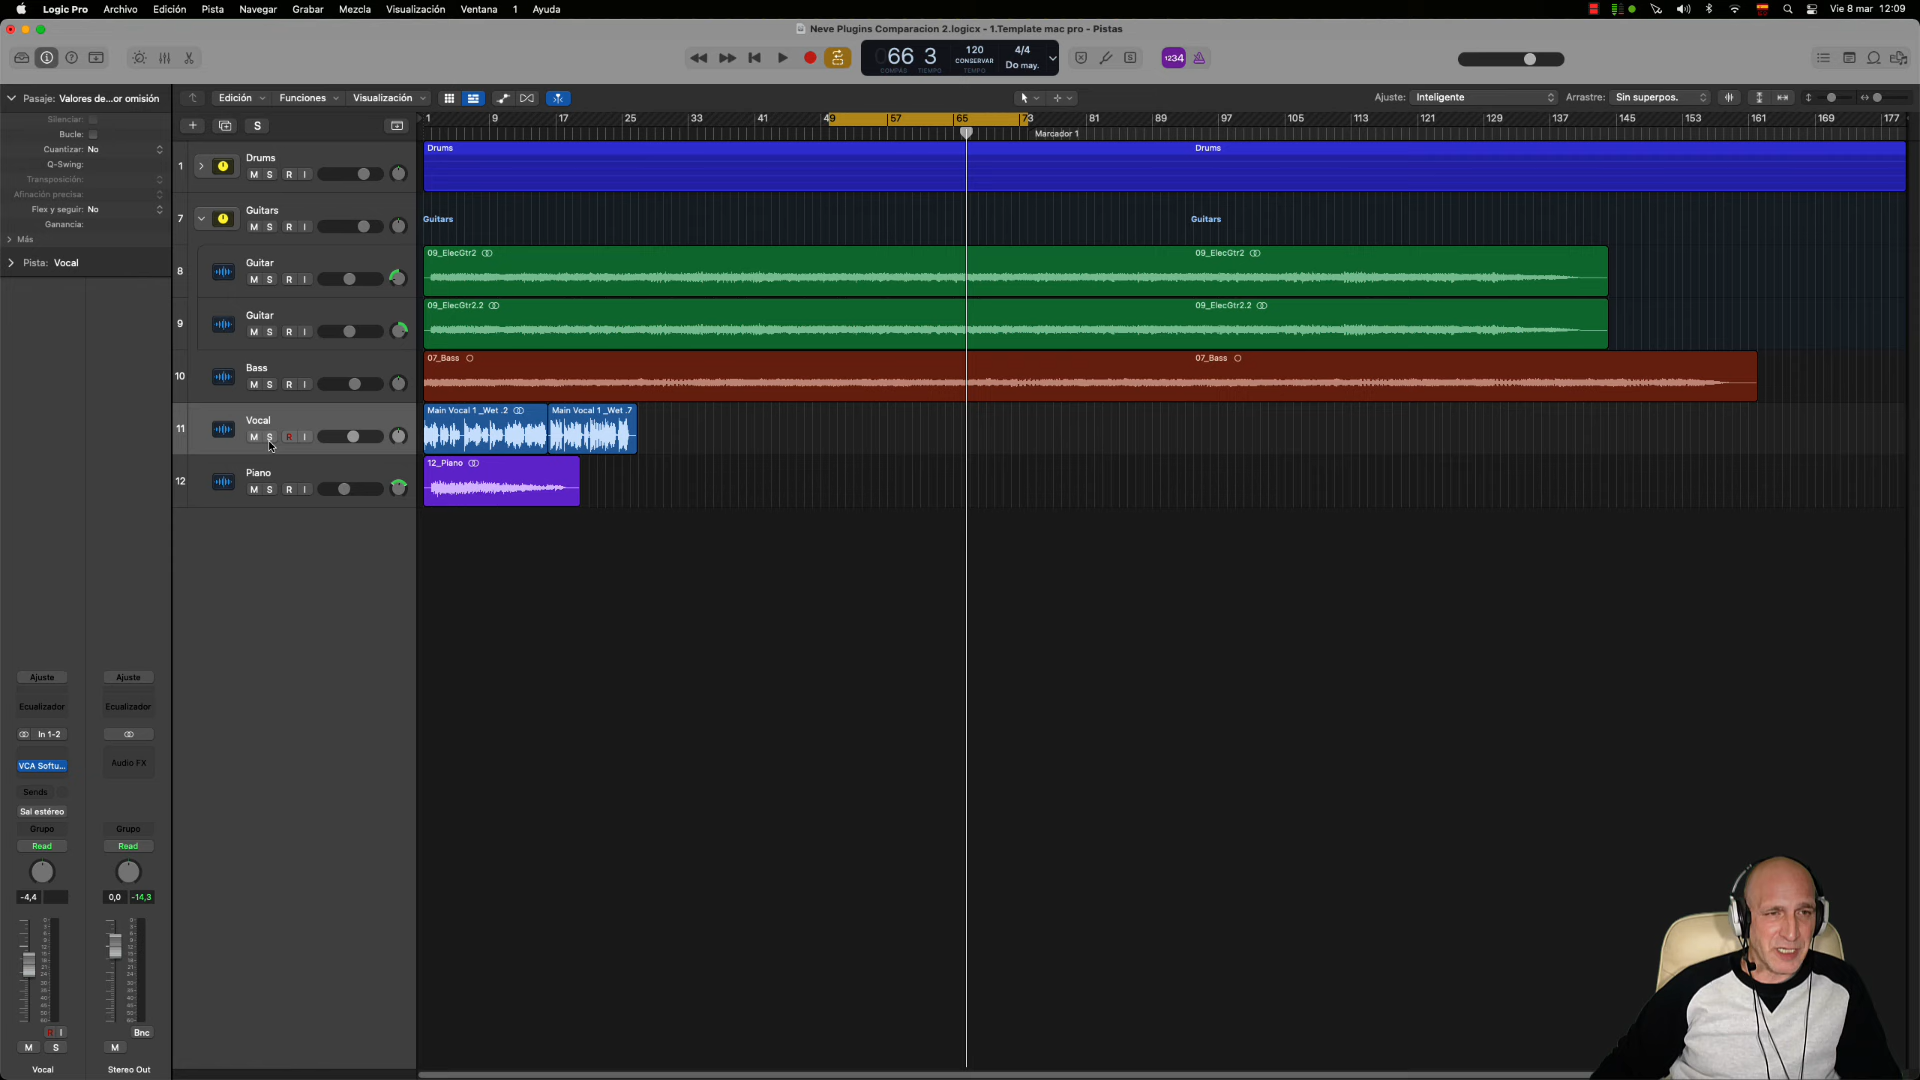 Logic Pro Archivo Edición Pista Navegar Grabar Mezcla Visualización Ventana 1 Ayuda Vie 8 mar 12:09
Neve Plugins Comparacion 2.logicx - 1.Template mac pro - Pistas
66 3 120 CONSERVAR 4/4 Do may. 1234
COMPÁS TIEMPO TEMPO
Pasaje: Valores de...or omisión
Edición Funciones Visualización Ajuste: Inteligente Arrastre: Sin superpos.
Silenciar:
Bucle:
Cuantizar: No
Q-Swing:
Transposición:
Afinación precisa:
Flex y seguir: No
Ganancia:
Más
Pista: Vocal
S
1 9 17 25 33 41 49 57 65 73 81 89 97 105 113 121 129 137 145 153 161 169 177
Marcador 1
1 Drums M S R I
Drums Drums
7 Guitars M S R I
Guitars Guitars
8 Guitar M S R I
09_ElecGtr2 09_ElecGtr2
9 Guitar M S R I
09_ElecGtr2.2 09_ElecGtr2.2
10 Bass M S R I
07_Bass 07_Bass
11 Vocal M S R I
Main Vocal 1 _Wet .2 Main Vocal 1 _Wet .7
12 Piano M S R I
12_Piano
Ajuste Ajuste
Ecualizador Ecualizador
In 1-2
VCA Softu... Audio FX
Sends
Sal estéreo
Grupo Grupo
Read Read
-4,4 0,0 -14,3
R I Bnc
M S M
Vocal Stereo Out